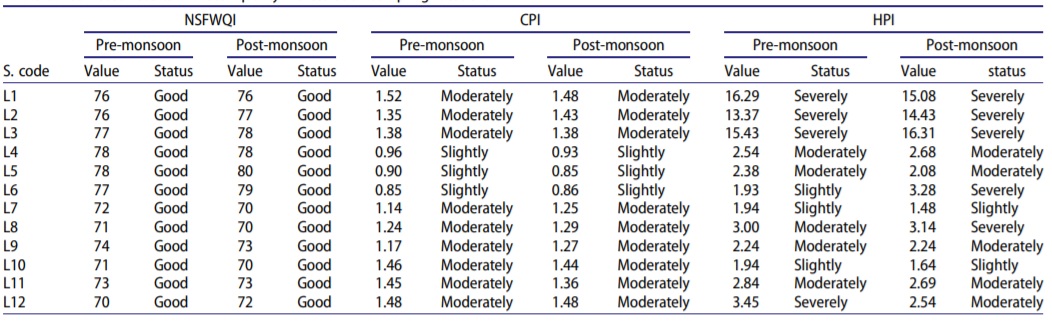 NSFWQI CPI HPI
Pre-monsoon Post-monsoon Pre-monsoon Post-monsoon Pre-monsoon Post-monsoon
S. code Value Status Value Status Value Status Value Status Value Status Value status
L1 76 Good 76 Good 1.52 Moderately 1.48 Moderately 16.29 Severely 15.08 Severely
L2 76 Good 77 Good 1.35 Moderately 1.43 Moderately 13.37 Severely 14.43 Severely
L3 77 Good 78 Good 1.38 Moderately 1.38 Moderately 15.43 Severely 16.31 Severely
L4 78 Good 78 Good 0.96 Slightly 0.93 Slightly 2.54 Moderately 2.68 Moderately
L5 78 Good 80 Good 0.90 Slightly 0.85 Slightly 2.38 Moderately 2.08 Moderately
L6 77 Good 79 Good 0.85 Slightly 0.86 Slightly 1.93 Slightly 3.28 Severely
L7 72 Good 70 Good 1.14 Moderately 1.25 Moderately 1.94 Slightly 1.48 Slightly
L8 71 Good 70 Good 1.24 Moderately 1.29 Moderately 3.00 Moderately 3.14 Severely
L9 74 Good 73 Good 1.17 Moderately 1.27 Moderately 2.24 Moderately 2.24 Moderately
L10 71 Good 70 Good 1.46 Moderately 1.44 Moderately 1.94 Slightly 1.64 Slightly
L11 73 Good 73 Good 1.45 Moderately 1.36 Moderately 2.84 Moderately 2.69 Moderately
L12 70 Good 72 Good 1.48 Moderately 1.48 Moderately 3.45 Severely 2.54 Moderately